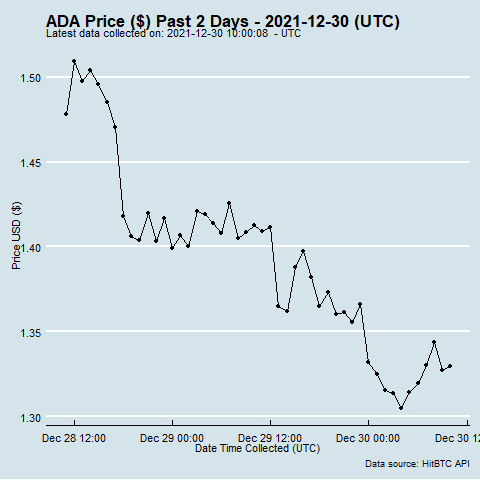 ADA Price ($) Past 2 Days - 2021-12-30 (UTC)
Latest data collected on: 2021-12-30 10:00:08 - UTC
Price USD ($)
1.50
1.45
1.40
1.35
1.30
Dec 28 12:00
Dec 29 00:00
Dec 29 12:00
Dec 30 00:00
Dec 30 12
Date Time Collected (UTC)
Data source: HitBTC API